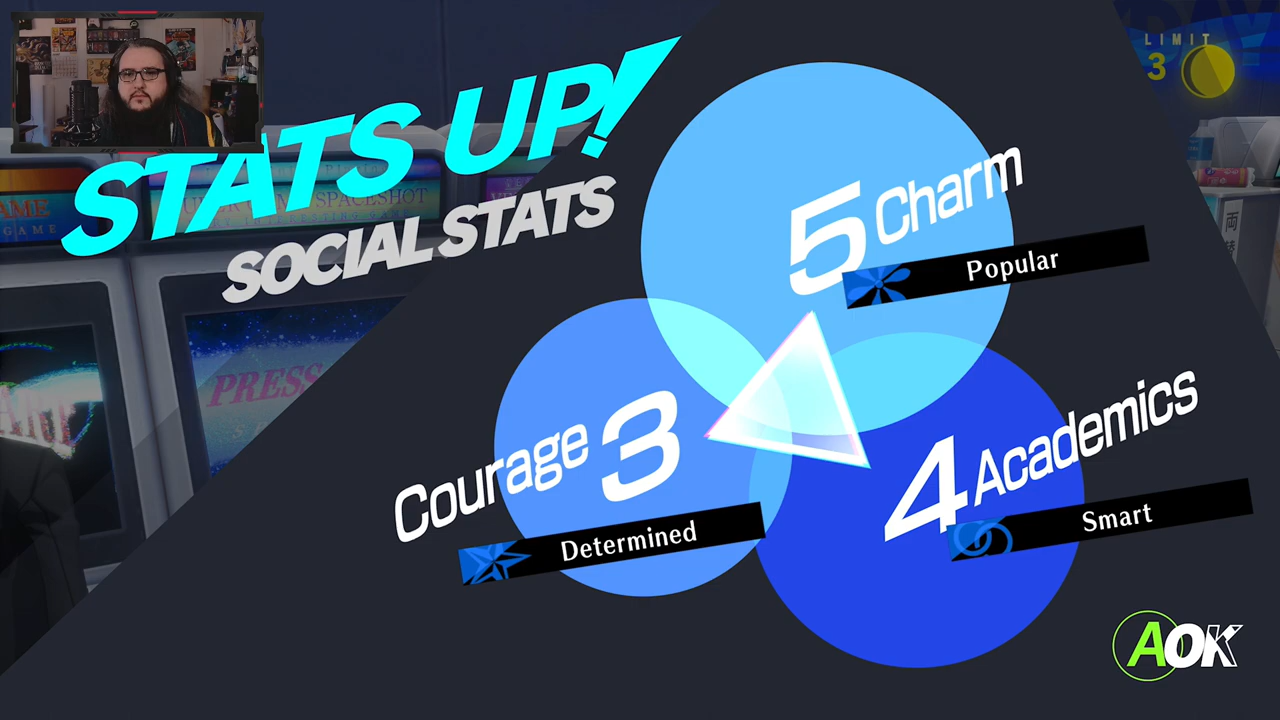 STATS UP!
SOCIAL STATS
LIMIT
3
5 Charm
Popular
Courage 3
Determined
4 Academics
Smart
AOK
GAME
SPACESHOT
PRESS
両